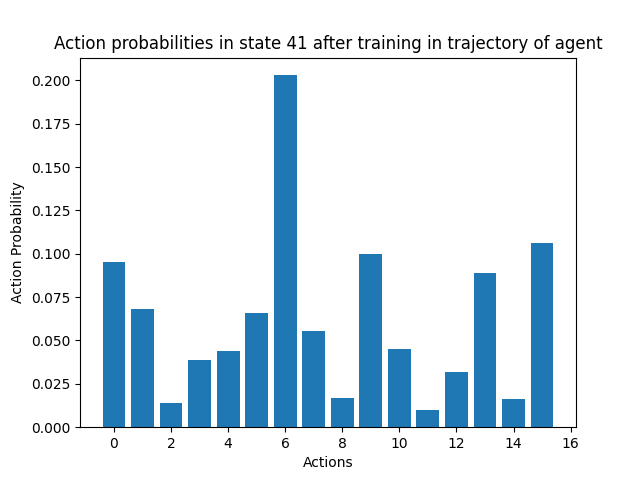 Action probabilities in state 41 after training in trajectory of agent
0.200
0.175
0.150
0.125
0.100
0.075
0.050
0.025
0.000
Action Probability
0 2 4 6 8 10 12 14 16
Actions